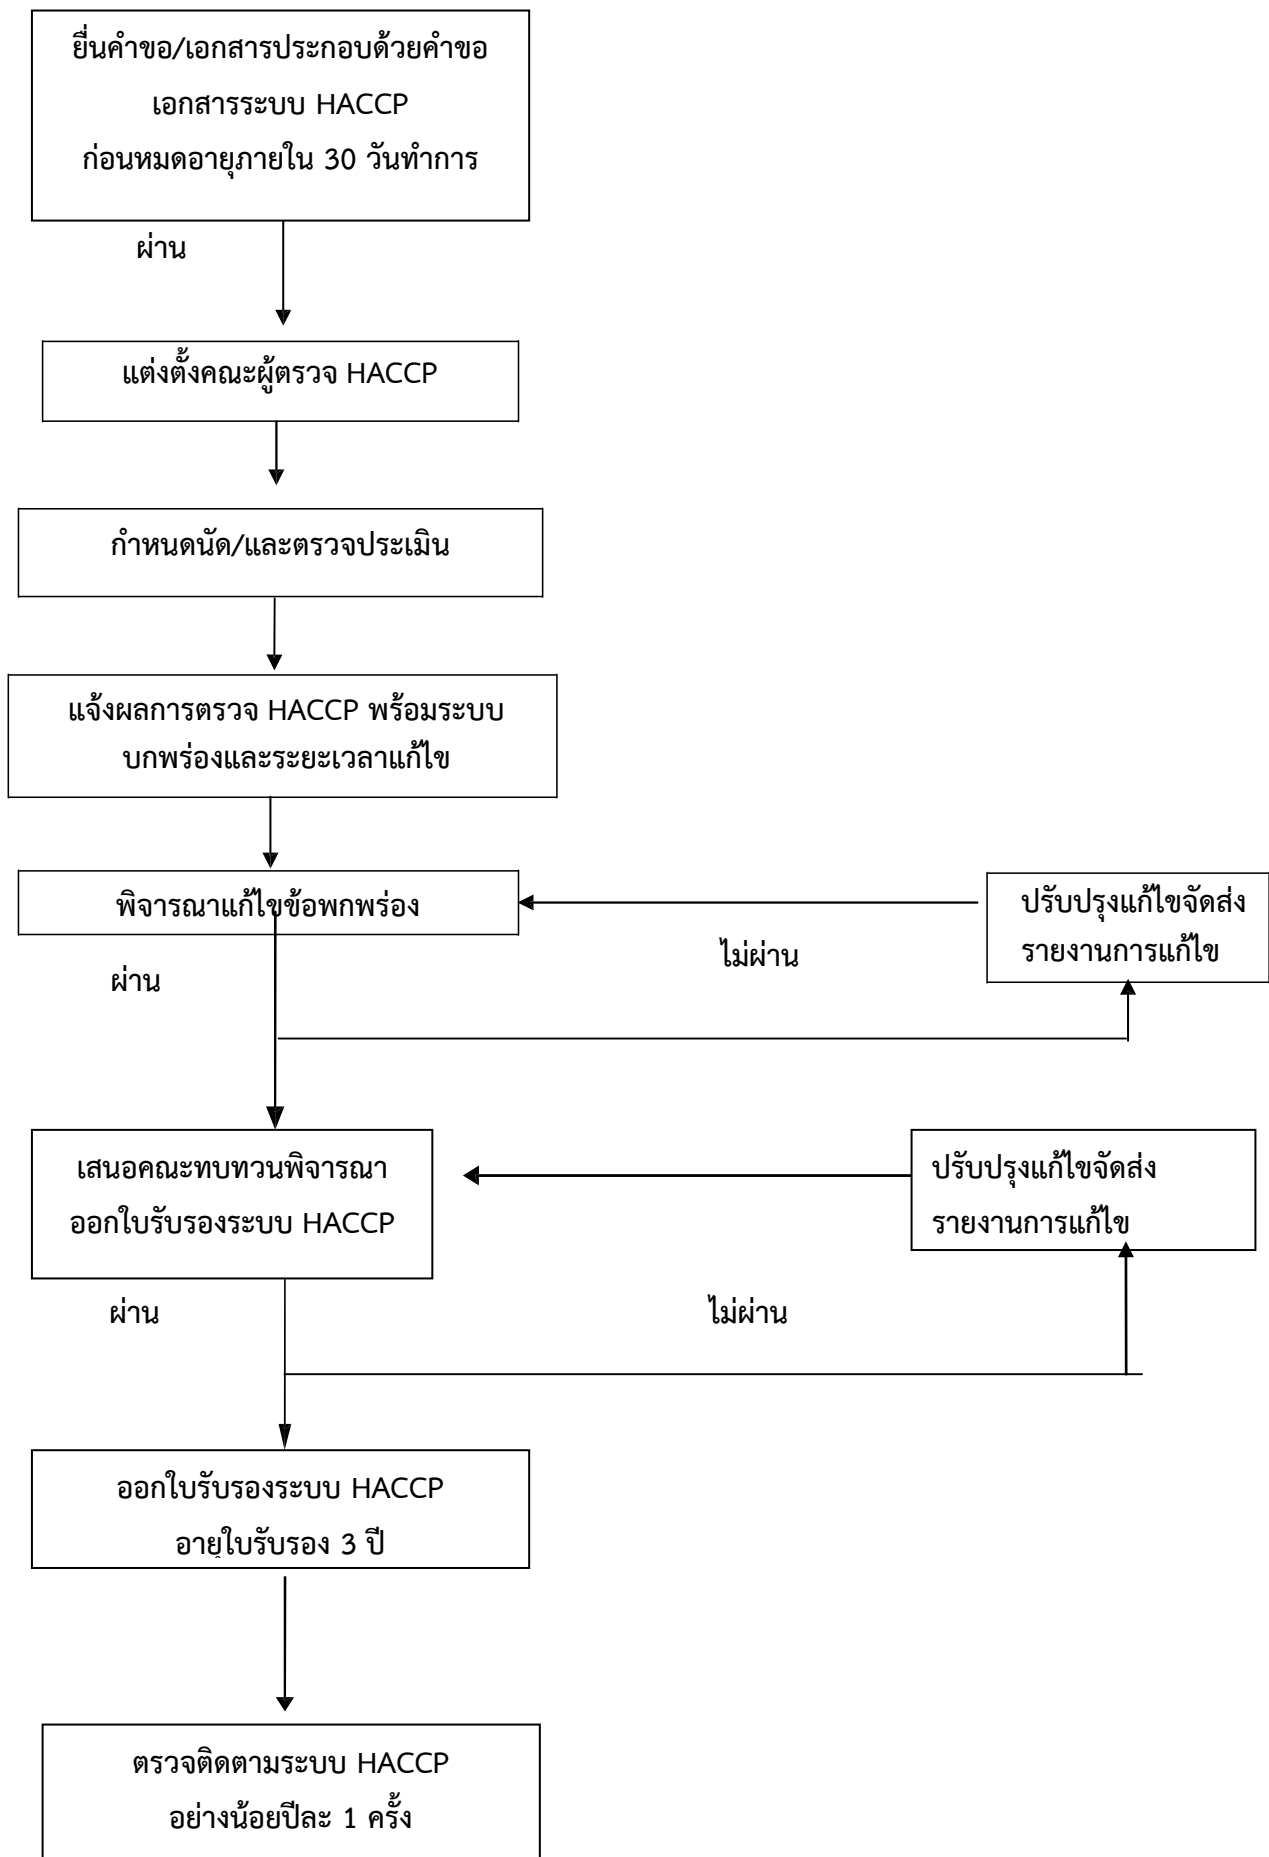 ยื่นคำขอ/เอกสารประกอบด้วยคำขอ
เอกสารระบบ HACCP
ก่อนหมดอายุภายใน 30 วันทำการ
ผ่าน
แต่งตั้งคณะผู้ตรวจ HACCP
กำหนดนัด/และตรวจประเมิน
แจ้งผลการตรวจ HACCP พร้อมระบบ
บกพร่องและระยะเวลาแก้ไข
พิจารณาแก้ไขข้อพกพร่อง
ปรับปรุงแก้ไขจัดส่ง
รายงานการแก้ไข
ไม่ผ่าน
ผ่าน
เสนอคณะทบทวนพิจารณา
ออกใบรับรองระบบ HACCP
ปรับปรุงแก้ไขจัดส่ง
รายงานการแก้ไข
ผ่าน
ไม่ผ่าน
ออกใบรับรองระบบ HACCP
อายุใบรับรอง 3 ปี
ตรวจติดตามระบบ HACCP
อย่างน้อยปีละ 1 ครั้ง